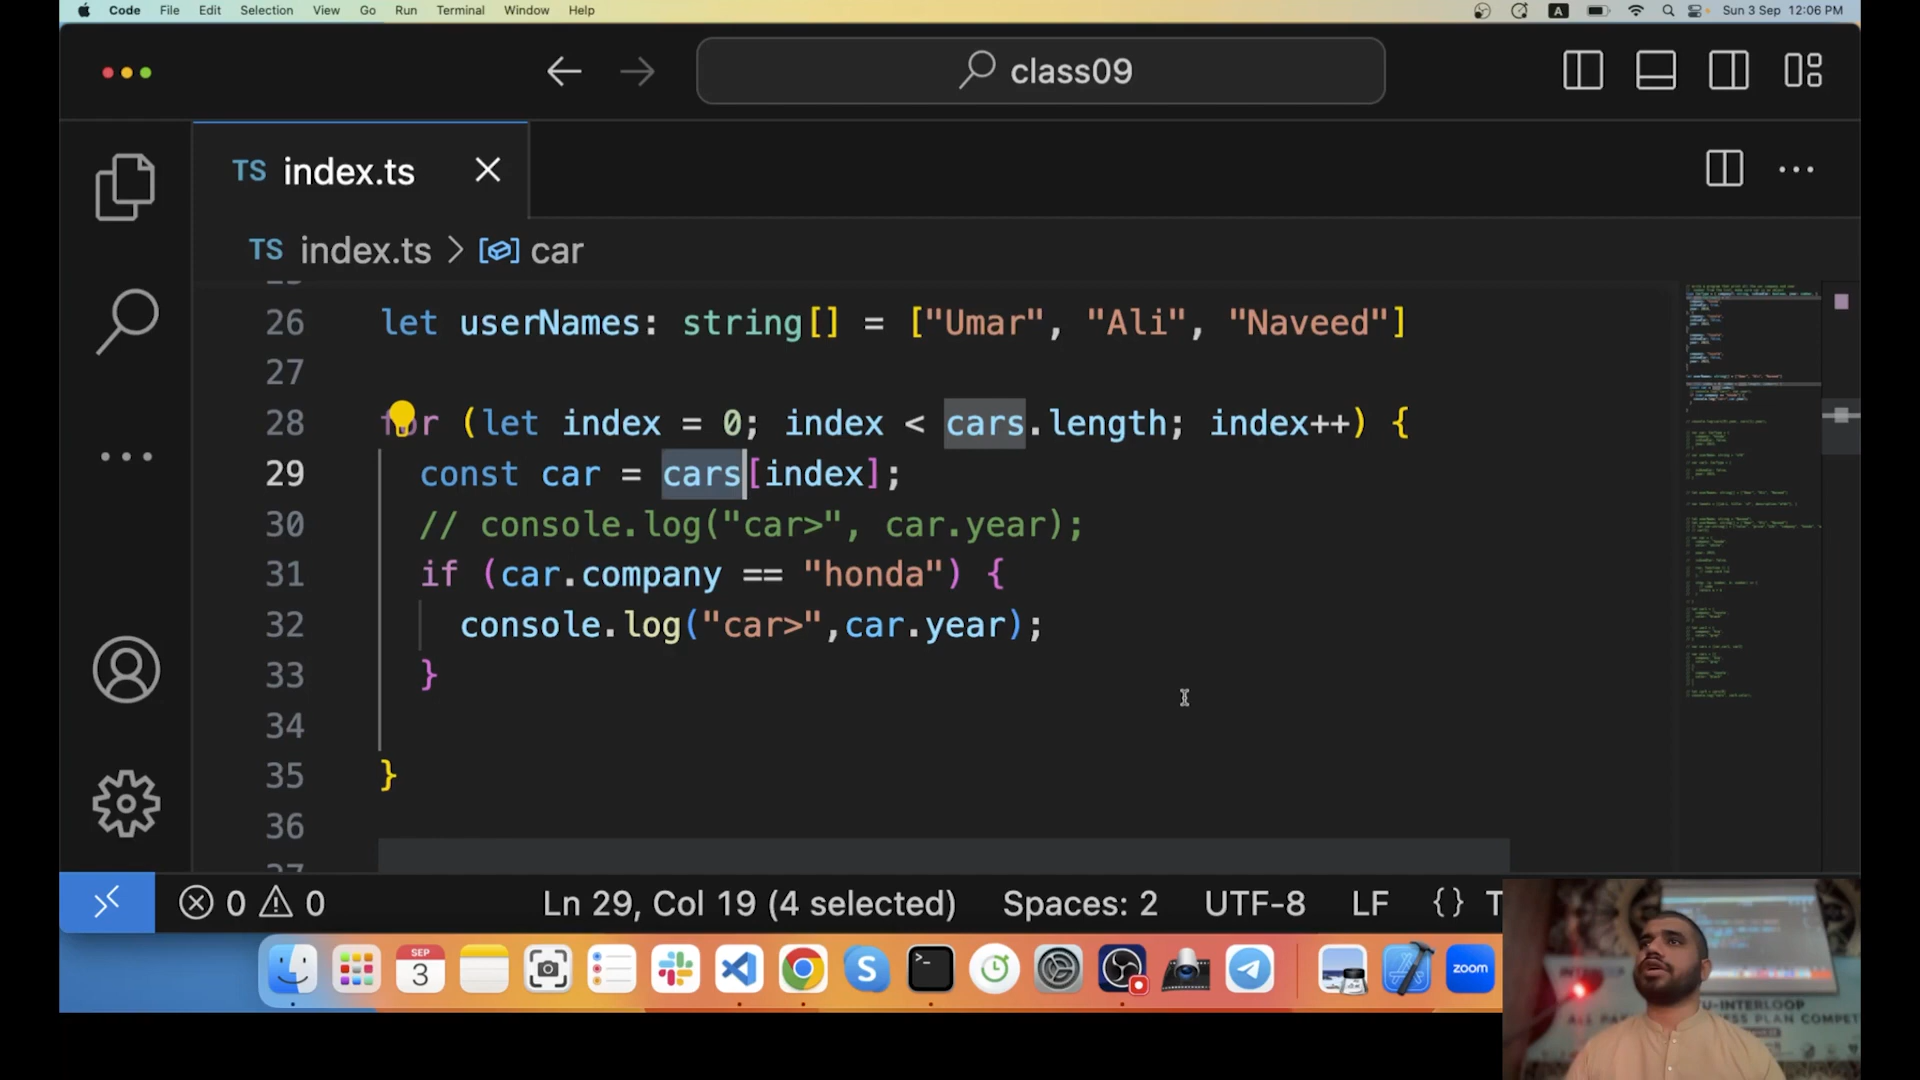 Code File Edit Selection View Go Run Terminal Window Help A Sun 3 Sep 12:06 PM
class09
TS index.ts
TS index.ts > car
26 let userNames: string[] = ["Umar", "Ali", "Naveed"]
27
28 for (let index = 0; index < cars.length; index++) {
29 const car = cars[index];
30 // console.log("car>", car.year);
31 if (car.company == "honda") {
32 console.log("car>",car.year);
33 }
34
35 }
36
0 0 Ln 29, Col 19 (4 selected) Spaces: 2 UTF-8 LF {} T
SEP
3
S
zoom
TU-INTERLOOP